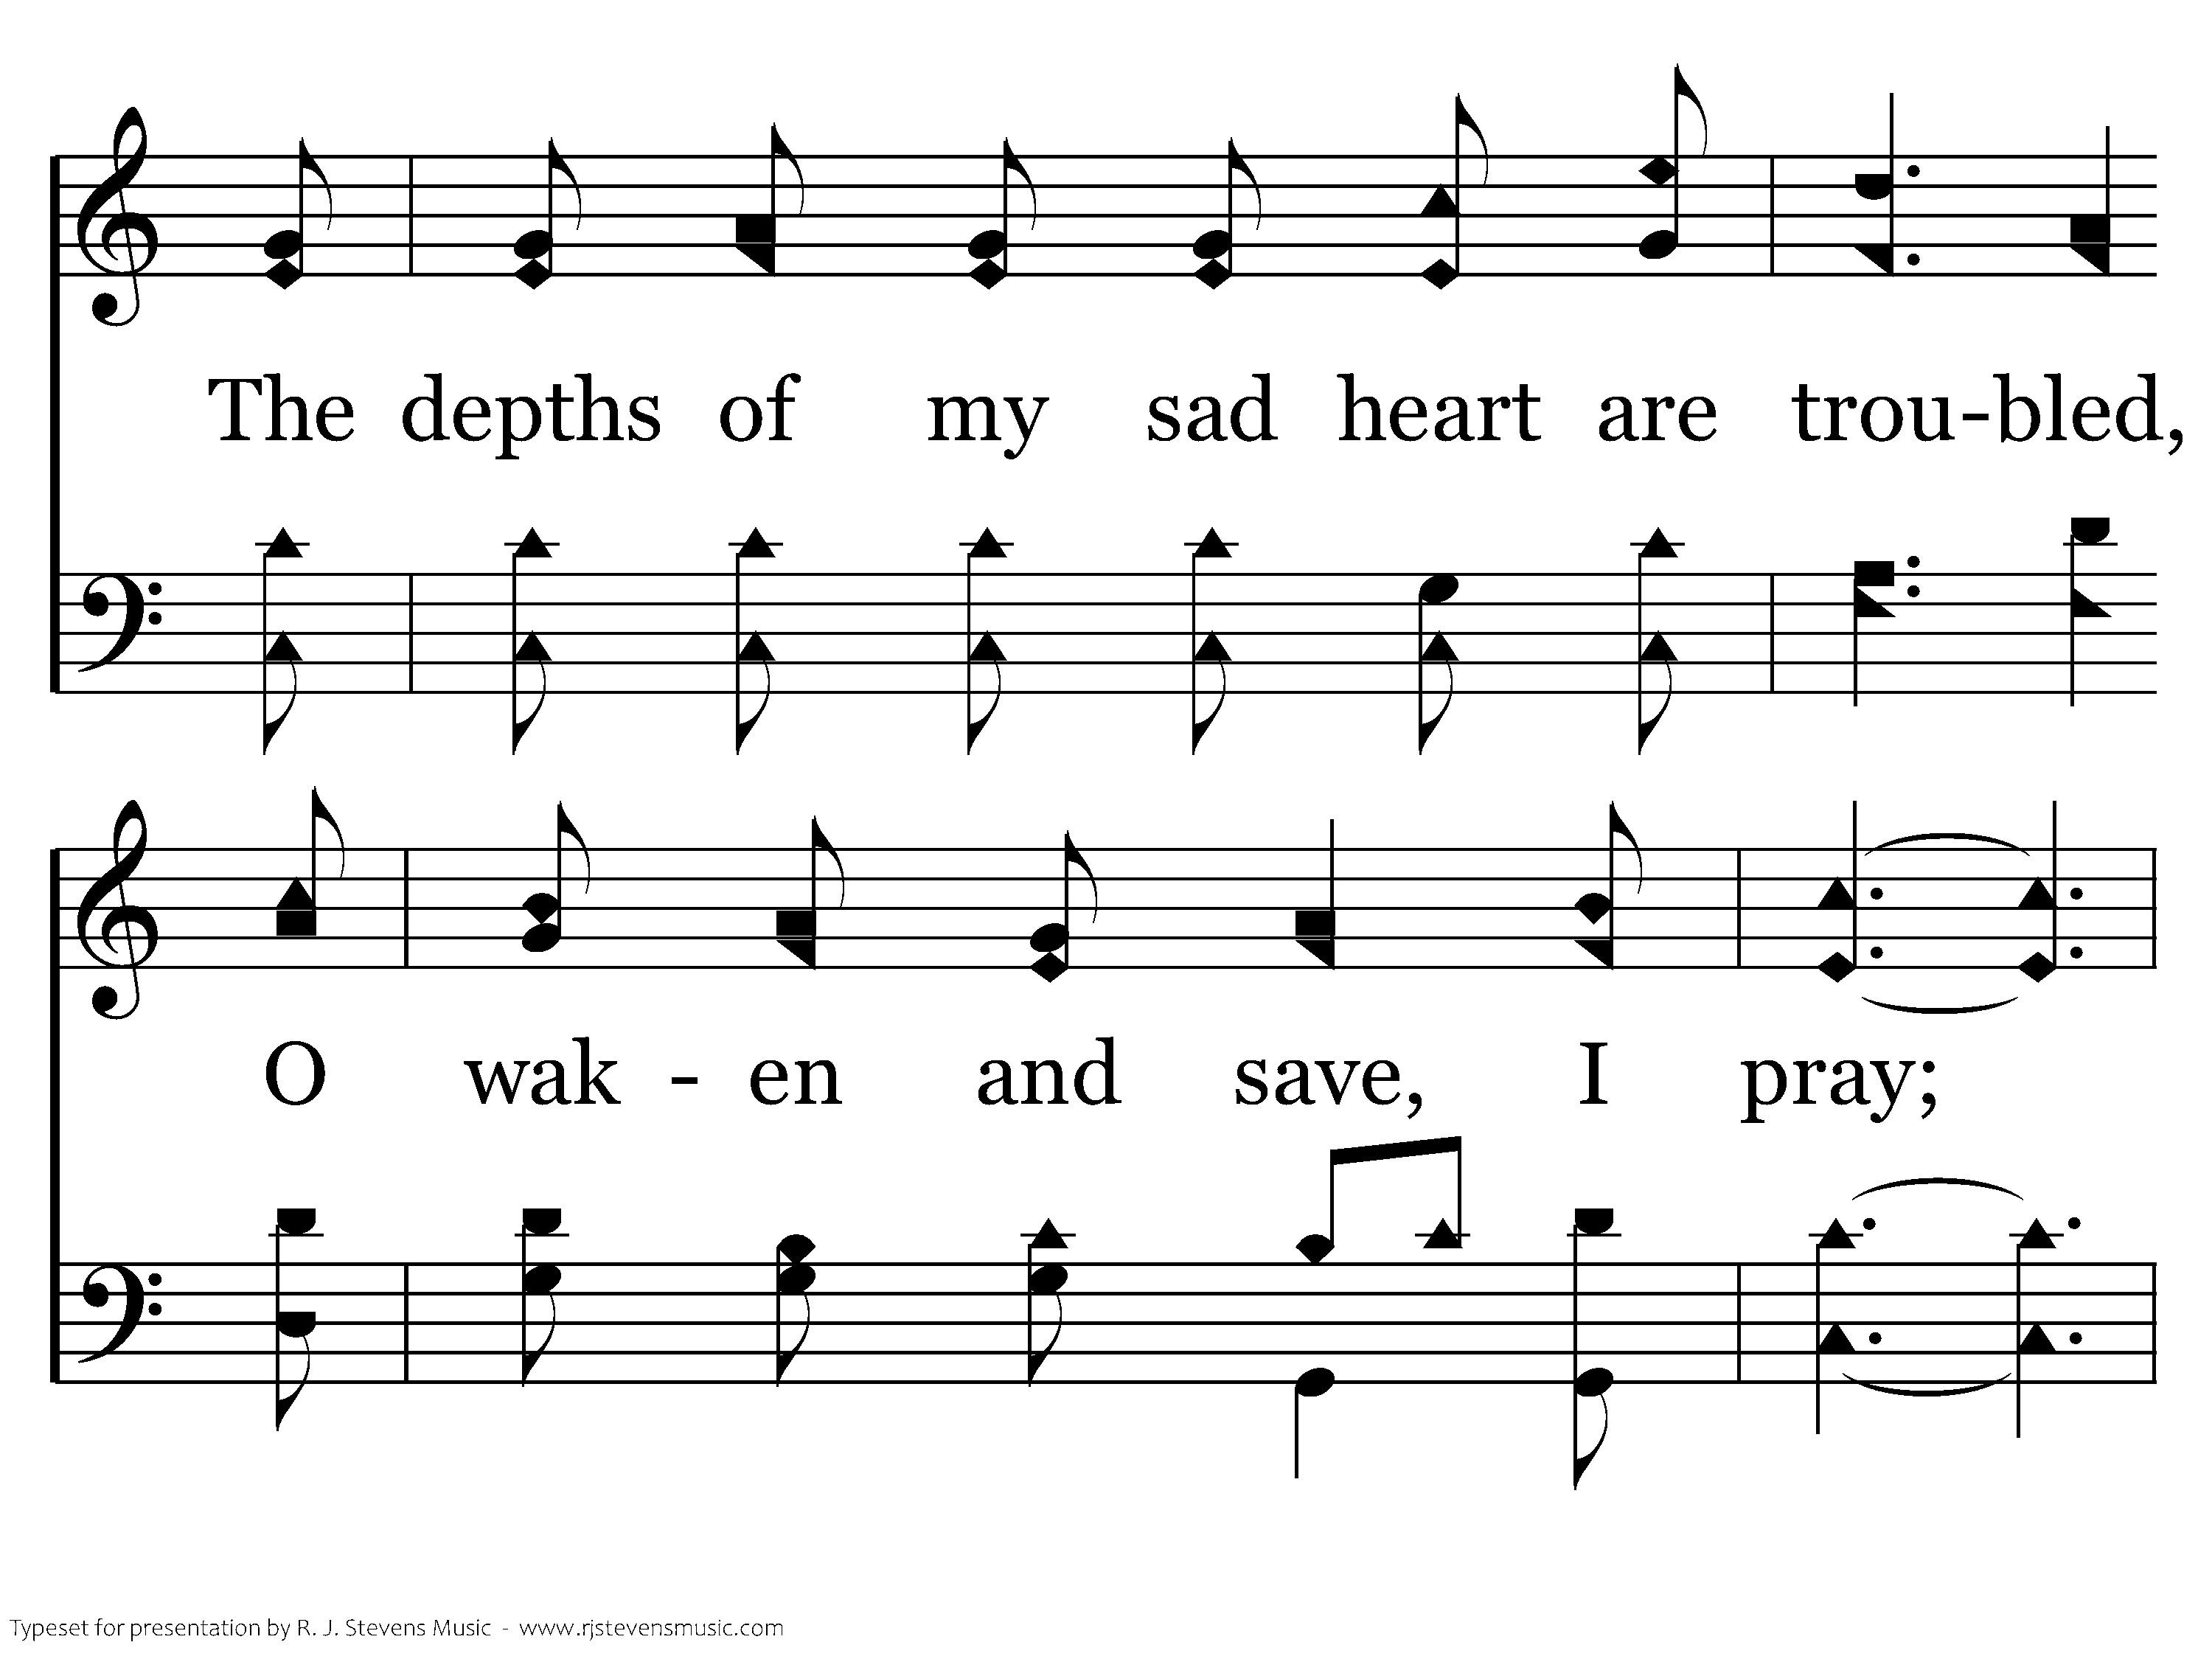 The depths of my sad heart are trou-bled,
O wak - en and save, I pray;
Typeset for presentation by R. J. Stevens Music - www.rjstevensmusic.com